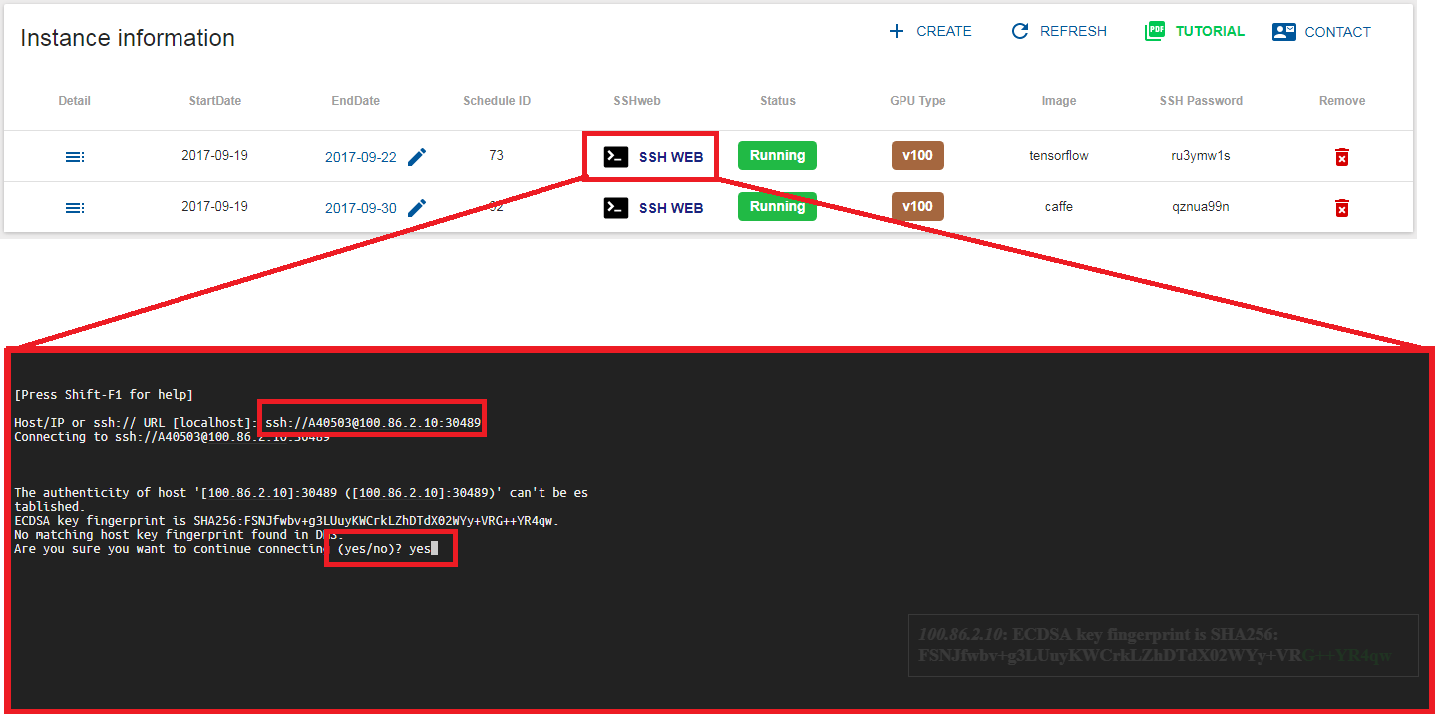 Instance information
CREATE REFRESH TUTORIAL CONTACT
Detail StartDate EndDate Schedule ID SSHweb Status GPU Type Image SSH Password Remove
2017-09-19 2017-09-22 73 SSH WEB Running v100 tensorflow ru3ymw1s
2017-09-19 2017-09-30 SSH WEB Running v100 caffe qznua99n
[Press Shift-F1 for help]
Host/IP or ssh:// URL [localhost]: ssh://A40503@100.86.2.10:30489
Connecting to ssh://A40503@100.86.2.10:30489
The authenticity of host '[100.86.2.10]:30489 ([100.86.2.10]:30489)' can't be es
tablished.
ECDSA key fingerprint is SHA256:FSNJfwbv+g3LUuyKWCrkLZhDTdX02WYy+VRG++YR4qw.
No matching host key fingerprint found in DNS.
Are you sure you want to continue connecting (yes/no)? yes
100.86.2.10: ECDSA key fingerprint is SHA256:
FSNJfwbv+g3LUuyKWCrkLZhDTdX02WYy+VRG++YR4qw